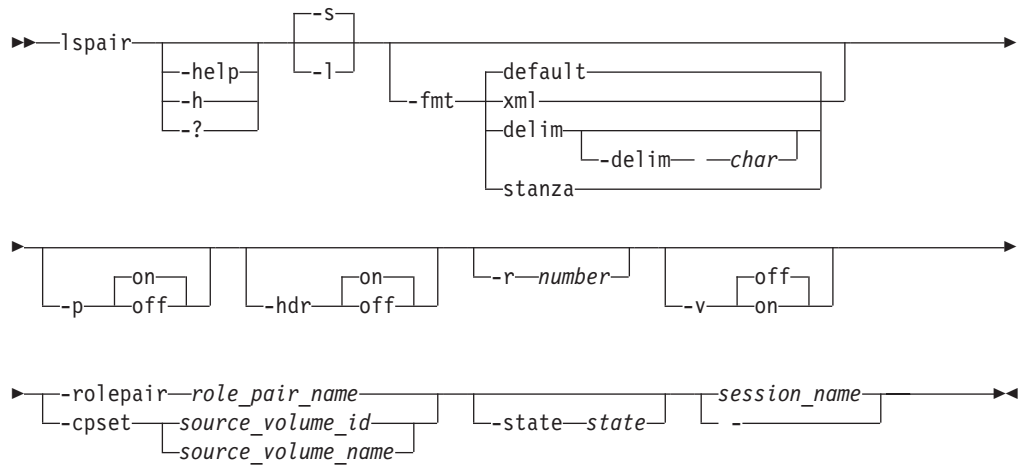 -s
lspair
-help
-l
default
-h
-fmt
xml
-?
delim
-delim char
stanza
on
on
off
-r number
-p
off
-hdr
off
-v
on
-rolepair role_pair_name
session_name
-cpset
source_volume_id
-state state
-
source_volume_name